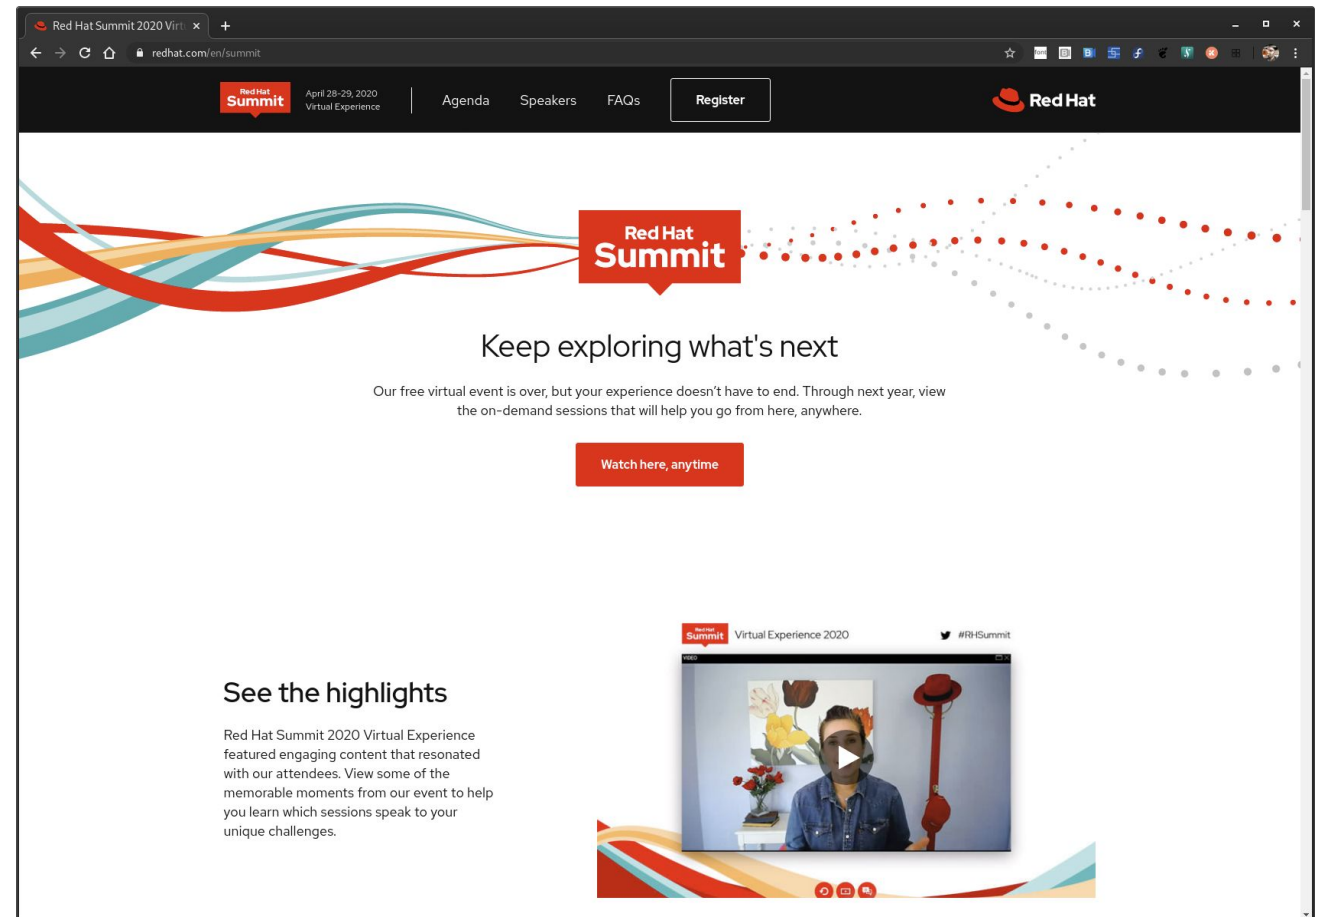 Red Hat Summit 2020 Virt
redhat.com/en/summit
Red Hat
Summit
April 28-29, 2020
Virtual Experience
Agenda
Speakers
FAQs
Register
Red Hat
Red Hat
Summit
Keep exploring what's next
Our free virtual event is over, but your experience doesn’t have to end. Through next year, view
the on-demand sessions that will help you go from here, anywhere.
Watch here, anytime
Red Hat
Summit
Virtual Experience 2020
#RHSummit
VIDEO
See the highlights
Red Hat Summit 2020 Virtual Experience
featured engaging content that resonated
with our attendees. View some of the
memorable moments from our event to help
you learn which sessions speak to your
unique challenges.